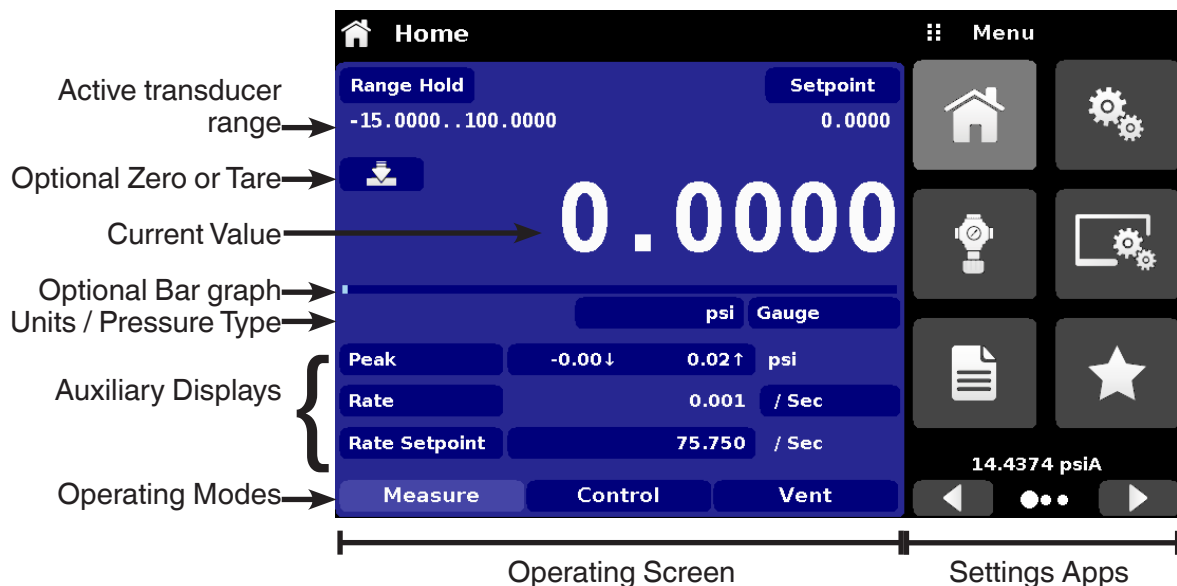 Home
Menu
Active transducer
range
Range Hold
Setpoint
-15.0000..100.0000
0.0000
Optional Zero or Tare
Current Value
0.0000
Optional Bar graph
Units / Pressure Type
psi Gauge
Auxiliary Displays
Peak -0.00↓ 0.02↑ psi
Rate 0.001 / Sec
Rate Setpoint 75.750 / Sec
14.4374 psiA
Operating Modes
Measure Control Vent
Operating Screen
Settings Apps